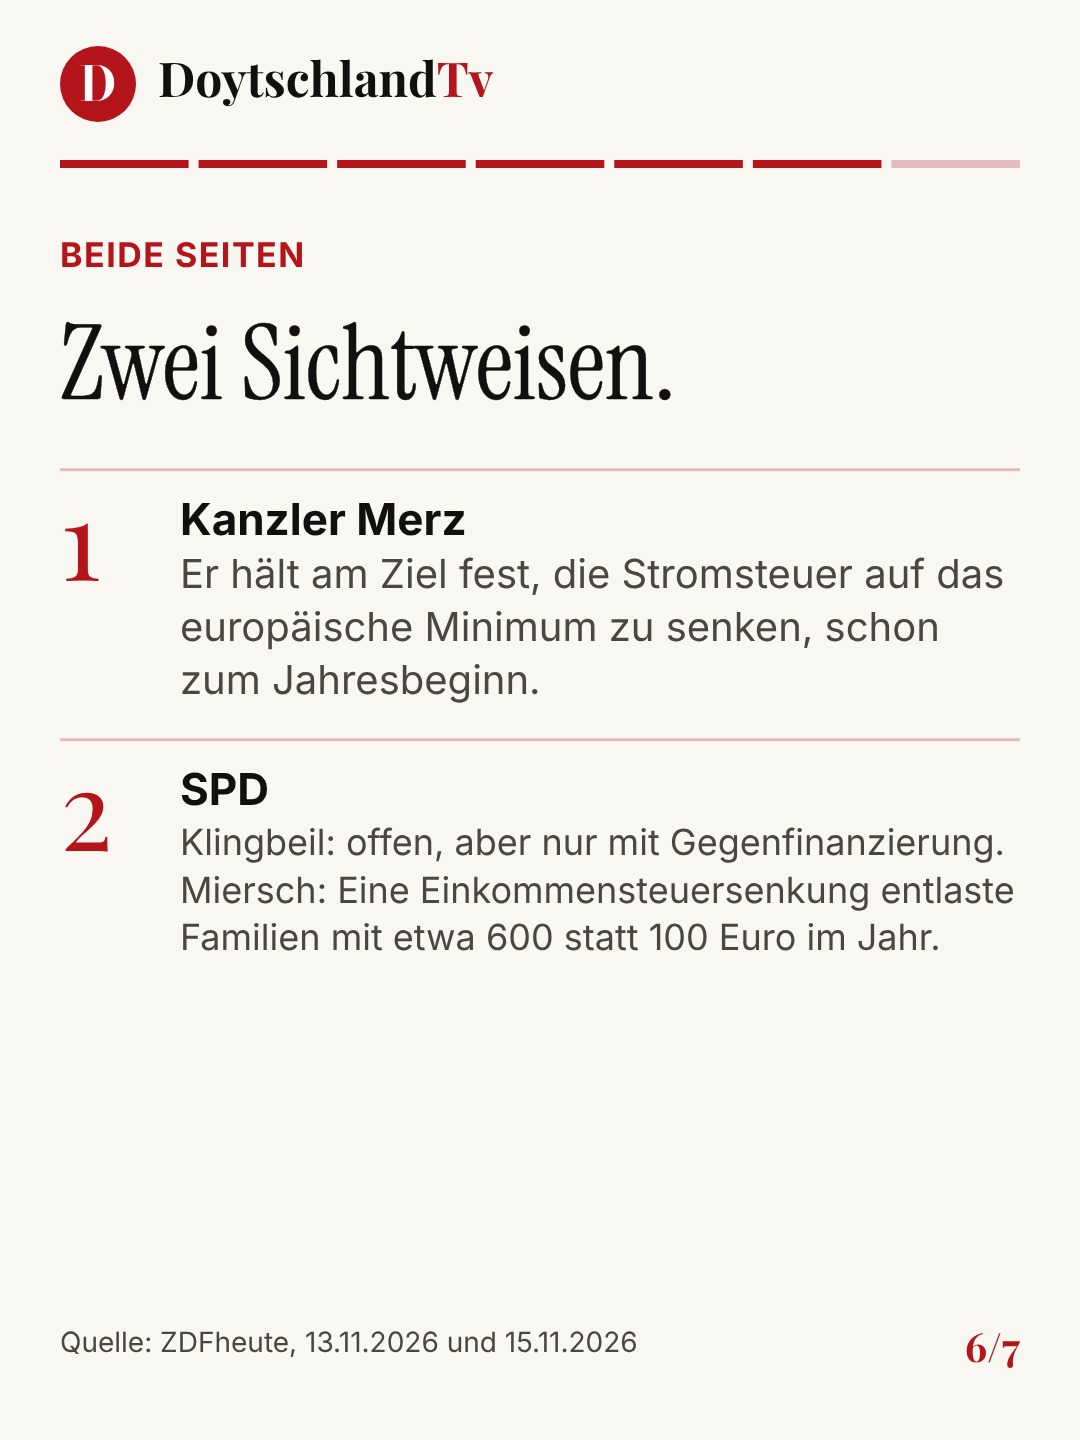 D DoytschlandTv
BEIDE SEITEN
Zwei Sichtweisen.
1 Kanzler Merz
Er hält am Ziel fest, die Stromsteuer auf das
europäische Minimum zu senken, schon
zum Jahresbeginn.
2 SPD
Klingbeil: offen, aber nur mit Gegenfinanzierung.
Miersch: Eine Einkommensteuersenkung entlaste
Familien mit etwa 600 statt 100 Euro im Jahr.
Quelle: ZDFheute, 13.11.2026 und 15.11.2026
6/7